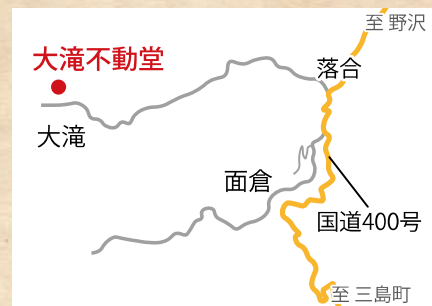 至 野沢
大滝不動堂
落合
大滝
面倉
国道400号
至 三島町